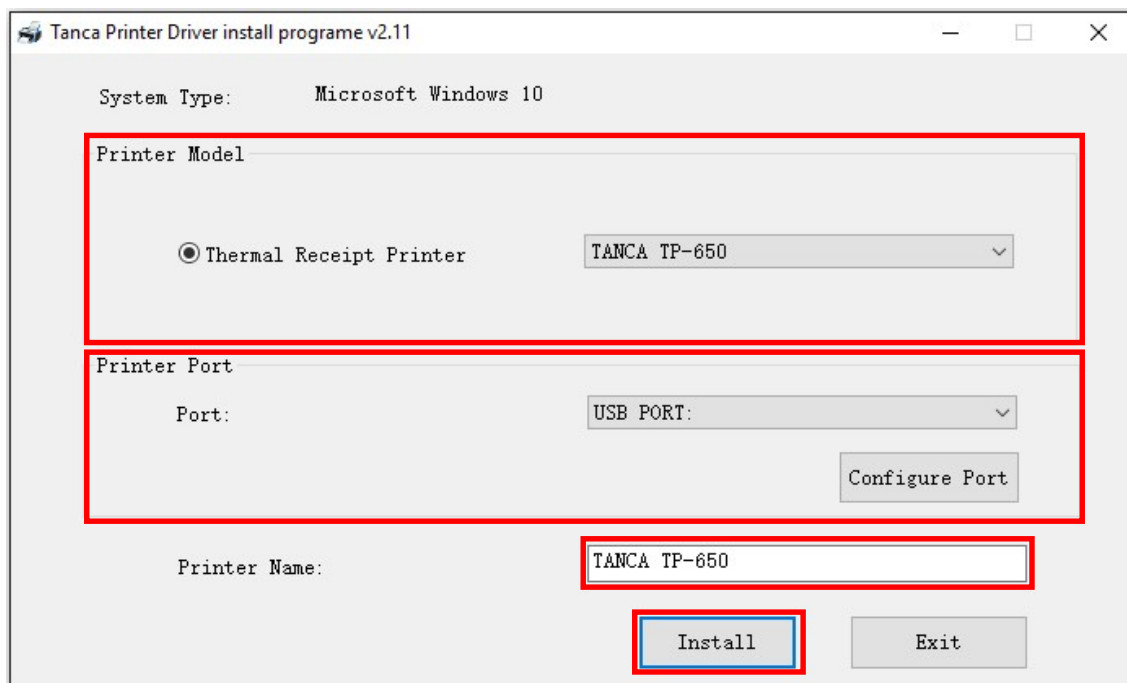 Tanca Printer Driver install programe v2.11
System Type: Microsoft Windows 10
Printer Model
Thermal Receipt Printer TANCA TP-650
Printer Port
Port: USB PORT:
Configure Port
Printer Name: TANCA TP-650
Install Exit